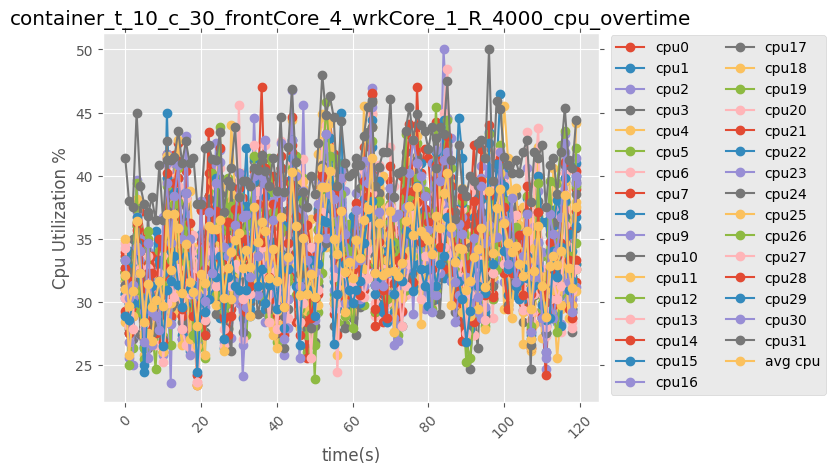 container_t_10_c_30_frontCore_4_wrkCore_1_R_4000_cpu_overtime
Cpu Utilization %
50
45
40
35
30
25
0
20
40
60
80
100
120
time(s)
cpu0
cpu1
cpu2
cpu3
cpu4
cpu5
cpu6
cpu7
cpu8
cpu9
cpu10
cpu11
cpu12
cpu13
cpu14
cpu15
cpu16
cpu17
cpu18
cpu19
cpu20
cpu21
cpu22
cpu23
cpu24
cpu25
cpu26
cpu27
cpu28
cpu29
cpu30
cpu31
avg cpu